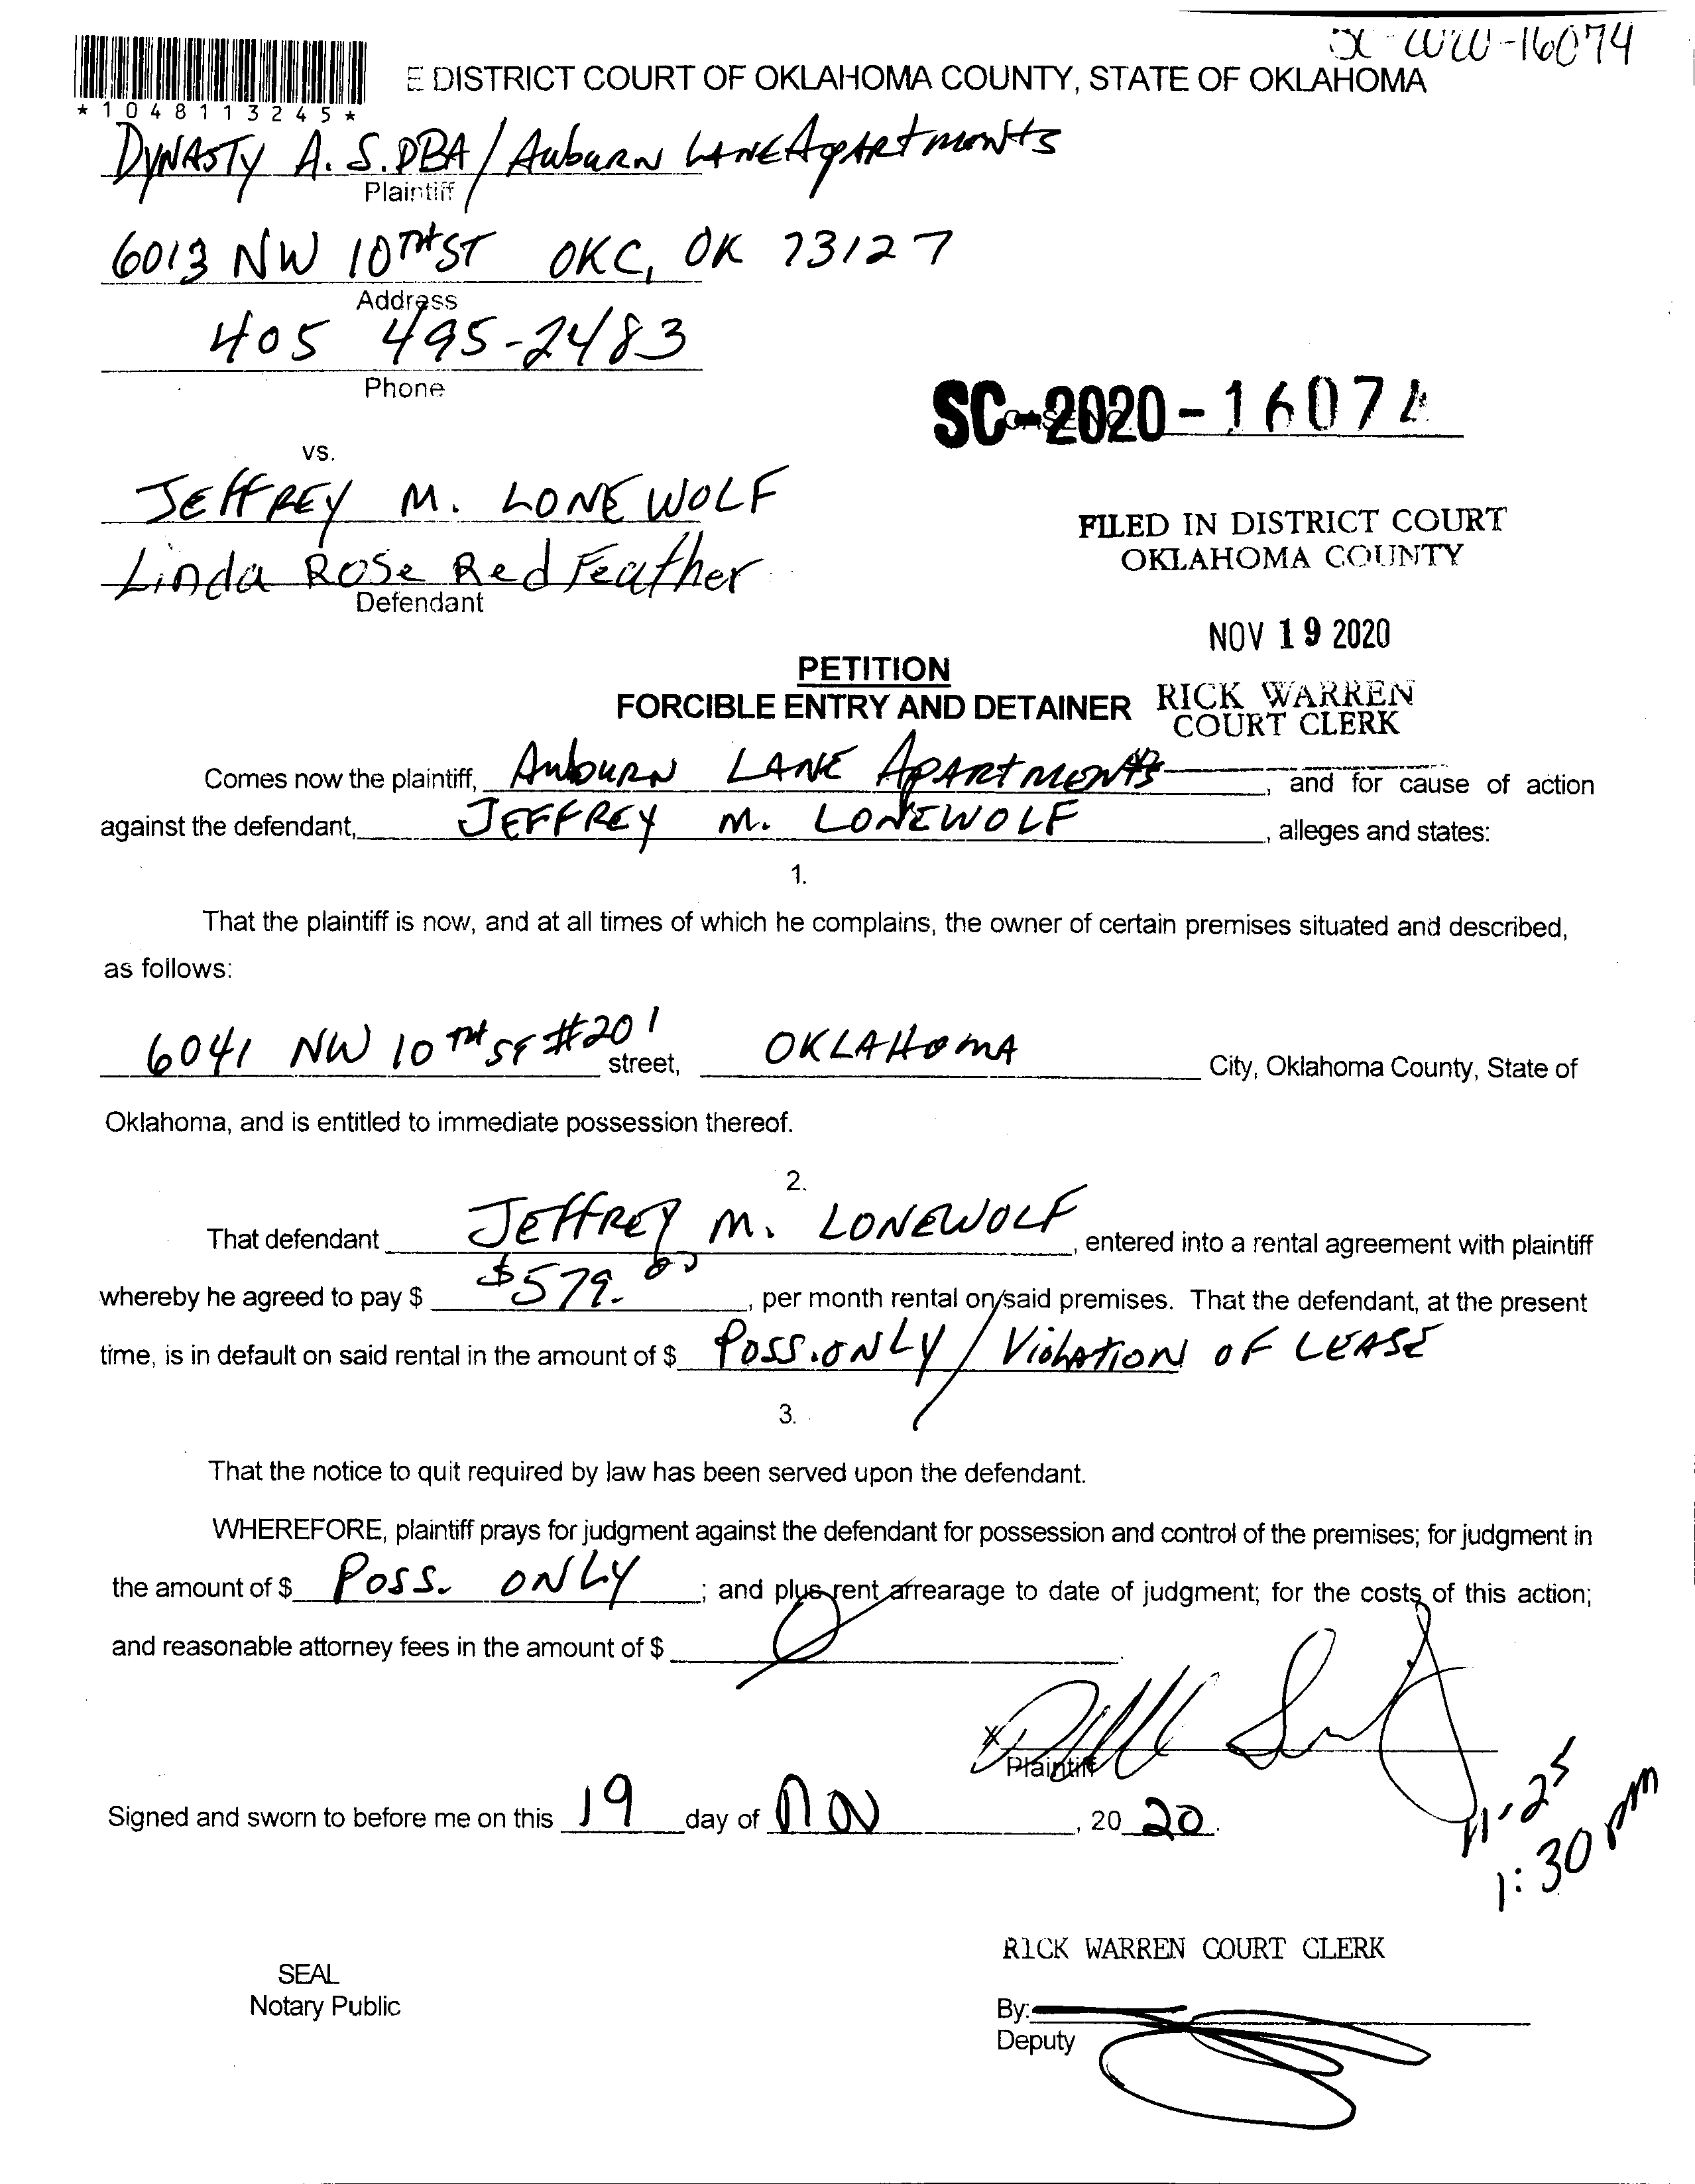 SC-2020-16074
E DISTRICT COURT OF OKLAHOMA COUNTY, STATE OF OKLAHOMA
*1048113245*
DYNASTY A. S. DBA / AuburN LANE ApARtmeNts
Plaintiff
6013 NW 10TH ST OKC, OK 73127
Address
405 495-2483
Phone
SC-2020-16074
vs.
JEffREY M. LONEWOLF
Linda Rose Red Feather
Defendant
FILED IN DISTRICT COURT
OKLAHOMA COUNTY
NOV 19 2020
PETITION
FORCIBLE ENTRY AND DETAINER
RICK WARREN
COURT CLERK
Comes now the plaintiff, AubURN LANE ApARtmeNts, and for cause of action
against the defendant, JEFFREY M. LONEWOLF, alleges and states:
1.
That the plaintiff is now, and at all times of which he complains, the owner of certain premises situated and described,
as follows:
6041 NW 10TH ST #201 street, OKLAHOMA City, Oklahoma County, State of
Oklahoma, and is entitled to immediate possession thereof.
2.
That defendant JEffREY M. LONEWOLF, entered into a rental agreement with plaintiff
whereby he agreed to pay $ $579.00, per month rental on said premises. That the defendant, at the present
time, is in default on said rental in the amount of $ Poss. ONLY / ViolAtioN OF LEASE
3.
That the notice to quit required by law has been served upon the defendant.
WHEREFORE, plaintiff prays for judgment against the defendant for possession and control of the premises; for judgment in
the amount of $ Poss. ONLY; and plus rent arrearage to date of judgment; for the costs of this action;
and reasonable attorney fees in the amount of $
X
Plaintiff
Signed and sworn to before me on this 19 day of NOV, 20 20.
11-25
1:30 pm
RICK WARREN COURT CLERK
SEAL
Notary Public
By:
Deputy